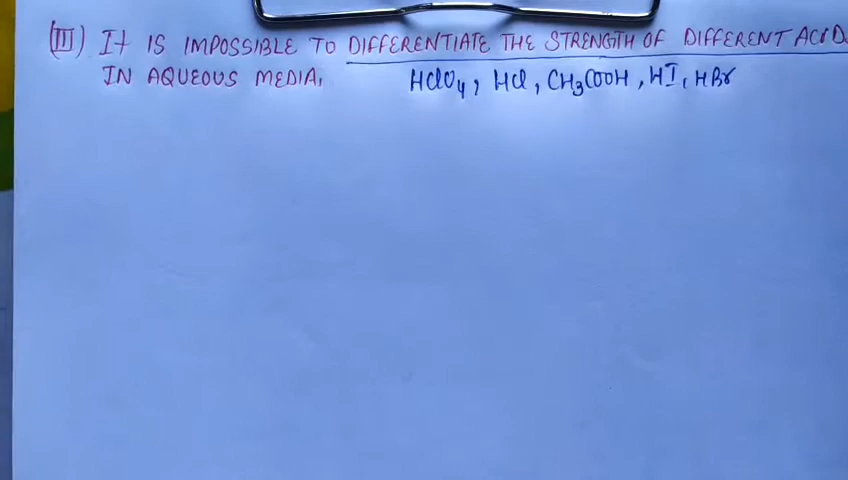 (III) It IS IMPOSSIBLE TO DIFFERENTIATE THE STRENGTH OF DIFFERENT ACID
IN AQUEOUS MEDIA, HClO4, HCl, CH3COOH, HI, HBr